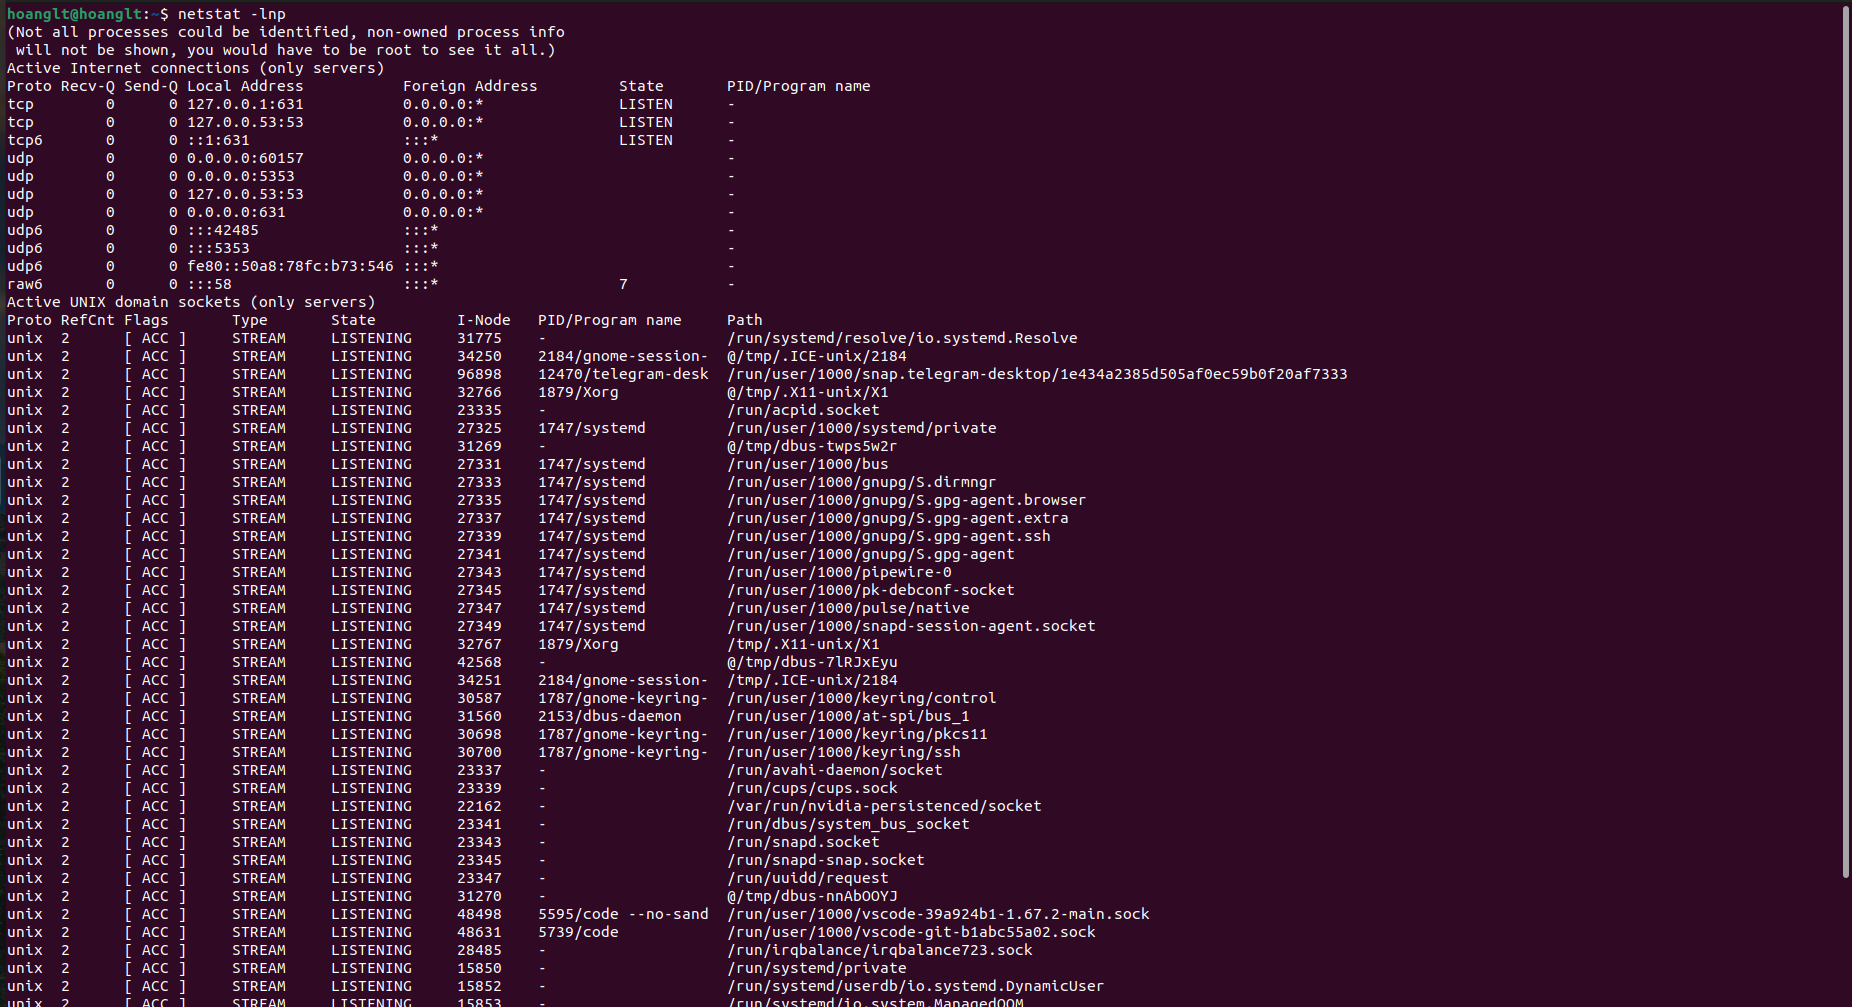 hoanglt@hoanglt:~$ netstat -lnp
(Not all processes could be identified, non-owned process info
 will not be shown, you would have to be root to see it all.)
Active Internet connections (only servers)
Proto Recv-Q Send-Q Local Address           Foreign Address         State       PID/Program name
tcp        0      0 127.0.0.1:631           0.0.0.0:*               LISTEN      -
tcp        0      0 127.0.0.53:53           0.0.0.0:*               LISTEN      -
tcp6       0      0 ::1:631                 :::*                    LISTEN      -
udp        0      0 0.0.0.0:60157           0.0.0.0:*                           -
udp        0      0 0.0.0.0:5353            0.0.0.0:*                           -
udp        0      0 127.0.0.53:53           0.0.0.0:*                           -
udp        0      0 0.0.0.0:631             0.0.0.0:*                           -
udp6       0      0 :::42485                :::*                                -
udp6       0      0 :::5353                 :::*                                -
udp6       0      0 fe80::50a8:78fc:b73:546 :::*                                -
raw6       0      0 :::58                   :::*                    7           -
Active UNIX domain sockets (only servers)
Proto RefCnt Flags       Type       State         I-Node   PID/Program name     Path
unix  2      [ ACC ]     STREAM     LISTENING     31775    -                    /run/systemd/resolve/io.systemd.Resolve
unix  2      [ ACC ]     STREAM     LISTENING     34250    2184/gnome-session-  @/tmp/.ICE-unix/2184
unix  2      [ ACC ]     STREAM     LISTENING     96898    12470/telegram-desk  /run/user/1000/snap.telegram-desktop/1e434a2385d505af0ec59b0f20af7333
unix  2      [ ACC ]     STREAM     LISTENING     32766    1879/Xorg            @/tmp/.X11-unix/X1
unix  2      [ ACC ]     STREAM     LISTENING     23335    -                    /run/acpid.socket
unix  2      [ ACC ]     STREAM     LISTENING     27325    1747/systemd         /run/user/1000/systemd/private
unix  2      [ ACC ]     STREAM     LISTENING     31269    -                    @/tmp/dbus-twps5w2r
unix  2      [ ACC ]     STREAM     LISTENING     27331    1747/systemd         /run/user/1000/bus
unix  2      [ ACC ]     STREAM     LISTENING     27333    1747/systemd         /run/user/1000/gnupg/S.dirmngr
unix  2      [ ACC ]     STREAM     LISTENING     27335    1747/systemd         /run/user/1000/gnupg/S.gpg-agent.browser
unix  2      [ ACC ]     STREAM     LISTENING     27337    1747/systemd         /run/user/1000/gnupg/S.gpg-agent.extra
unix  2      [ ACC ]     STREAM     LISTENING     27339    1747/systemd         /run/user/1000/gnupg/S.gpg-agent.ssh
unix  2      [ ACC ]     STREAM     LISTENING     27341    1747/systemd         /run/user/1000/gnupg/S.gpg-agent
unix  2      [ ACC ]     STREAM     LISTENING     27343    1747/systemd         /run/user/1000/pipewire-0
unix  2      [ ACC ]     STREAM     LISTENING     27345    1747/systemd         /run/user/1000/pk-debconf-socket
unix  2      [ ACC ]     STREAM     LISTENING     27347    1747/systemd         /run/user/1000/pulse/native
unix  2      [ ACC ]     STREAM     LISTENING     27349    1747/systemd         /run/user/1000/snapd-session-agent.socket
unix  2      [ ACC ]     STREAM     LISTENING     32767    1879/Xorg            /tmp/.X11-unix/X1
unix  2      [ ACC ]     STREAM     LISTENING     42568    -                    @/tmp/dbus-7lRJxEyu
unix  2      [ ACC ]     STREAM     LISTENING     34251    2184/gnome-session-  /tmp/.ICE-unix/2184
unix  2      [ ACC ]     STREAM     LISTENING     30587    1787/gnome-keyring-  /run/user/1000/keyring/control
unix  2      [ ACC ]     STREAM     LISTENING     31560    2153/dbus-daemon     /run/user/1000/at-spi/bus_1
unix  2      [ ACC ]     STREAM     LISTENING     30698    1787/gnome-keyring-  /run/user/1000/keyring/pkcs11
unix  2      [ ACC ]     STREAM     LISTENING     30700    1787/gnome-keyring-  /run/user/1000/keyring/ssh
unix  2      [ ACC ]     STREAM     LISTENING     23337    -                    /run/avahi-daemon/socket
unix  2      [ ACC ]     STREAM     LISTENING     23339    -                    /run/cups/cups.sock
unix  2      [ ACC ]     STREAM     LISTENING     22162    -                    /var/run/nvidia-persistenced/socket
unix  2      [ ACC ]     STREAM     LISTENING     23341    -                    /run/dbus/system_bus_socket
unix  2      [ ACC ]     STREAM     LISTENING     23343    -                    /run/snapd.socket
unix  2      [ ACC ]     STREAM     LISTENING     23345    -                    /run/snapd-snap.socket
unix  2      [ ACC ]     STREAM     LISTENING     23347    -                    /run/uuidd/request
unix  2      [ ACC ]     STREAM     LISTENING     31270    -                    @/tmp/dbus-nnAbOOYJ
unix  2      [ ACC ]     STREAM     LISTENING     48498    5595/code --no-sand  /run/user/1000/vscode-39a924b1-1.67.2-main.sock
unix  2      [ ACC ]     STREAM     LISTENING     48631    5739/code            /run/user/1000/vscode-git-b1abc55a02.sock
unix  2      [ ACC ]     STREAM     LISTENING     28485    -                    /run/irqbalance/irqbalance723.sock
unix  2      [ ACC ]     STREAM     LISTENING     15850    -                    /run/systemd/private
unix  2      [ ACC ]     STREAM     LISTENING     15852    -                    /run/systemd/userdb/io.systemd.DynamicUser
unix  2      [ ACC ]     STREAM     LISTENING     15853    -                    /run/systemd/io.system.ManagedOOM